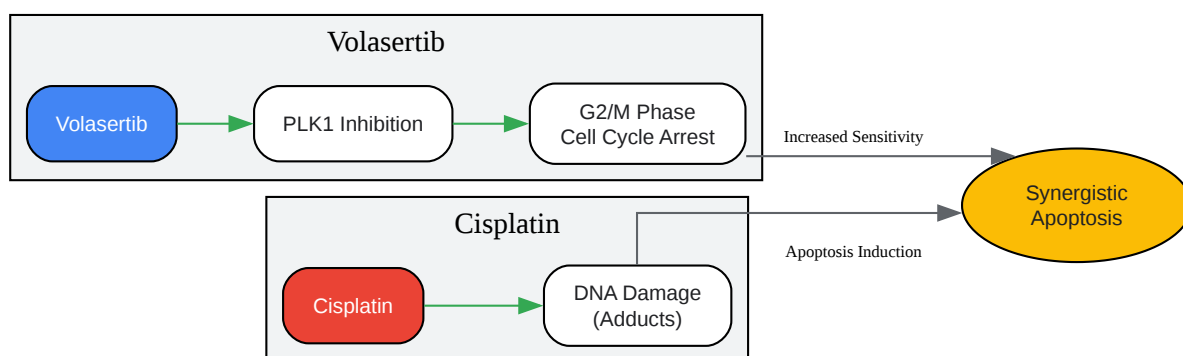 Volasertib
Volasertib
PLK1 Inhibition
G2/M Phase
Cell Cycle Arrest
Increased Sensitivity
Synergistic
Apoptosis
Cisplatin
Apoptosis Induction
Cisplatin
DNA Damage
(Adducts)